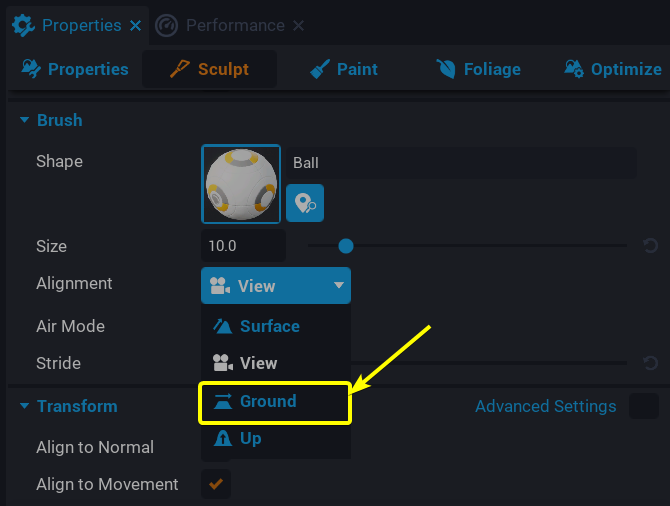 Properties Performance
Properties Sculpt Paint Foliage Optimize
Brush
Shape
Ball
Size
10.0
Alignment
View
Air Mode
Surface
Stride
View
Transform
Ground
Advanced Settings
Align to Normal
Up
Align to Movement